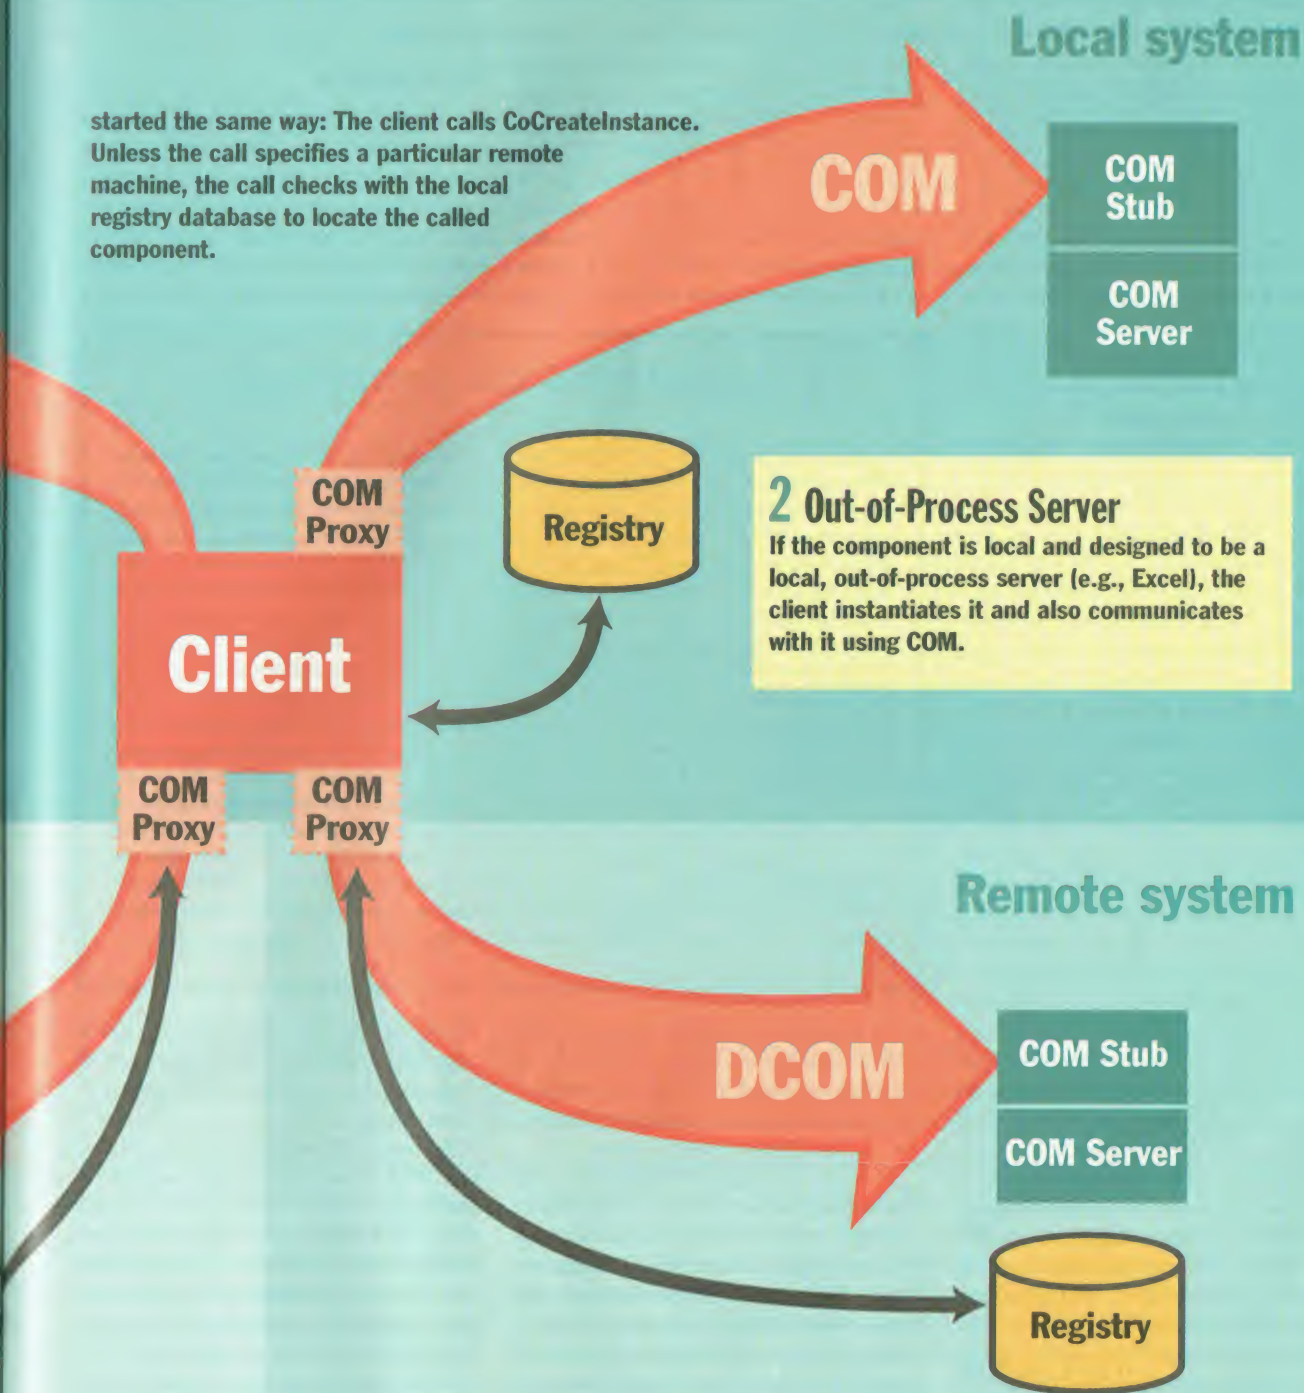 Local system
started the same way: The client calls CoCreateInstance.
Unless the call specifies a particular remote
machine, the call checks with the local
registry database to locate the called
component.
COM
COM
Stub
COM
Server
COM
Proxy
Registry
2 Out-of-Process Server
If the component is local and designed to be a
local, out-of-process server (e.g., Excel), the
client instantiates it and also communicates
with it using COM.
Client
COM
Proxy
COM
Proxy
Remote system
DCOM
COM Stub
COM Server
Registry